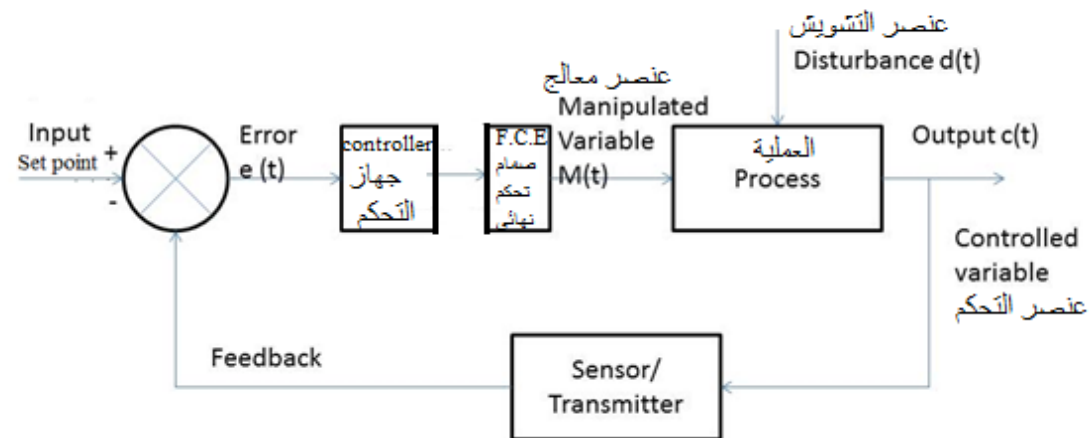 عنصر التشويش
Disturbance d(t)
Input
Set point
+
-
Error
e (t)
controller
جهاز
التحكم
F.C.E
صمام
تحكم
نهائي
عنصر معالج
Manipulated
Variable
M(t)
العملية
Process
Output c(t)
Controlled
variable
عنصر التحكم
Feedback
Sensor/
Transmitter